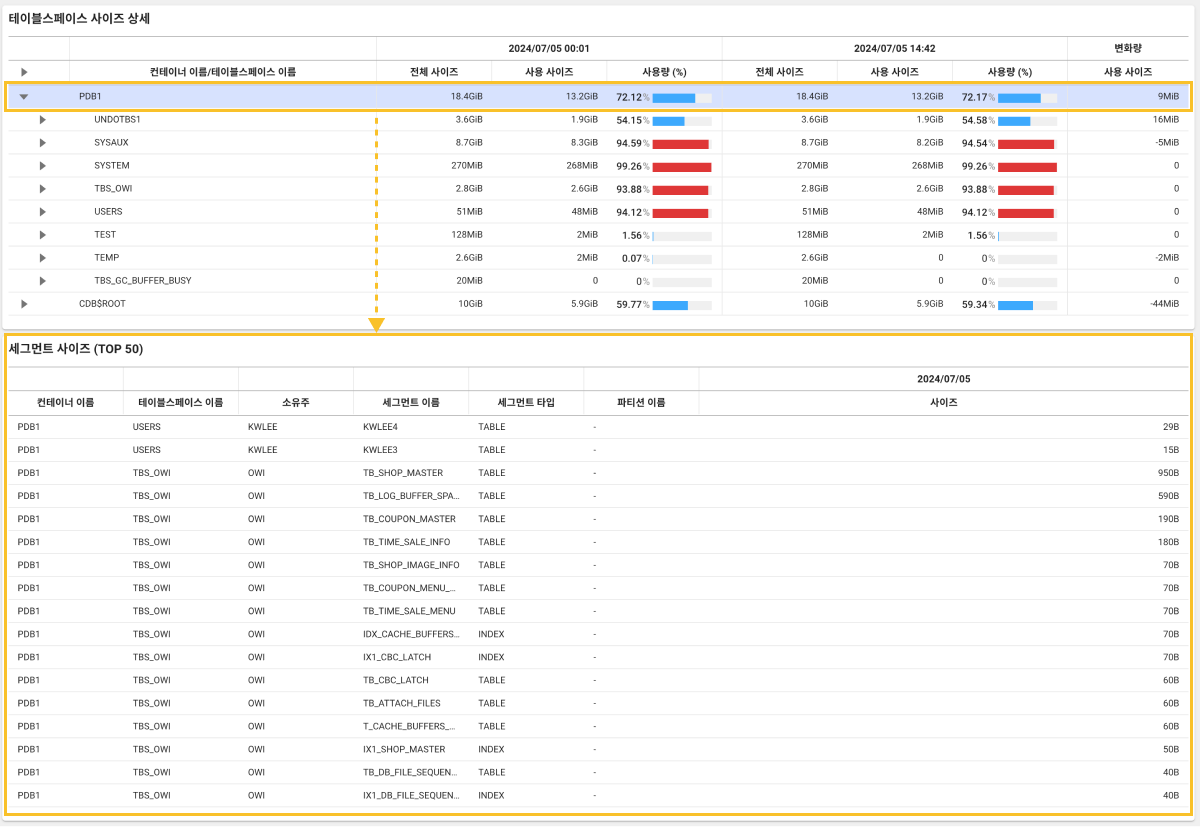 테이블스페이스 사이즈 상세
2024/07/05 00:01 2024/07/05 14:42 변화량
컨테이너 이름/테이블스페이스 이름 전체 사이즈 사용 사이즈 사용량 (%) 전체 사이즈 사용 사이즈 사용량 (%) 사용 사이즈
PDB1 18.4GiB 13.2GiB 72.12% 18.4GiB 13.2GiB 72.17% 9MiB
UNDOTBS1 3.6GiB 1.9GiB 54.15% 3.6GiB 1.9GiB 54.58% 16MiB
SYSAUX 8.7GiB 8.3GiB 94.59% 8.7GiB 8.2GiB 94.54% -5MiB
SYSTEM 270MiB 268MiB 99.26% 270MiB 268MiB 99.26% 0
TBS_OWI 2.8GiB 2.6GiB 93.88% 2.8GiB 2.6GiB 93.88% 0
USERS 51MiB 48MiB 94.12% 51MiB 48MiB 94.12% 0
TEST 128MiB 2MiB 1.56% 128MiB 2MiB 1.56% 0
TEMP 2.6GiB 2MiB 0.07% 2.6GiB 0 0% -2MiB
TBS_GC_BUFFER_BUSY 20MiB 0 0% 20MiB 0 0% 0
CDB$ROOT 10GiB 5.9GiB 59.77% 10GiB 5.9GiB 59.34% -44MiB
세그먼트 사이즈 (TOP 50)
2024/07/05
컨테이너 이름 테이블스페이스 이름 소유주 세그먼트 이름 세그먼트 타입 파티션 이름 사이즈
PDB1 USERS KWLEE KWLEE4 TABLE - 29B
PDB1 USERS KWLEE KWLEE3 TABLE - 15B
PDB1 TBS_OWI OWI TB_SHOP_MASTER TABLE - 950B
PDB1 TBS_OWI OWI TB_LOG_BUFFER_SPA... TABLE - 590B
PDB1 TBS_OWI OWI TB_COUPON_MASTER TABLE - 190B
PDB1 TBS_OWI OWI TB_TIME_SALE_INFO TABLE - 180B
PDB1 TBS_OWI OWI TB_SHOP_IMAGE_INFO TABLE - 70B
PDB1 TBS_OWI OWI TB_COUPON_MENU_... TABLE - 70B
PDB1 TBS_OWI OWI TB_TIME_SALE_MENU TABLE - 70B
PDB1 TBS_OWI OWI IDX_CACHE_BUFFERS... INDEX - 70B
PDB1 TBS_OWI OWI IX1_CBC_LATCH INDEX - 70B
PDB1 TBS_OWI OWI TB_CBC_LATCH TABLE - 60B
PDB1 TBS_OWI OWI TB_ATTACH_FILES TABLE - 60B
PDB1 TBS_OWI OWI T_CACHE_BUFFERS_... TABLE - 60B
PDB1 TBS_OWI OWI IX1_SHOP_MASTER INDEX - 50B
PDB1 TBS_OWI OWI TB_DB_FILE_SEQUEN... TABLE - 40B
PDB1 TBS_OWI OWI IX1_DB_FILE_SEQUEN... INDEX - 40B